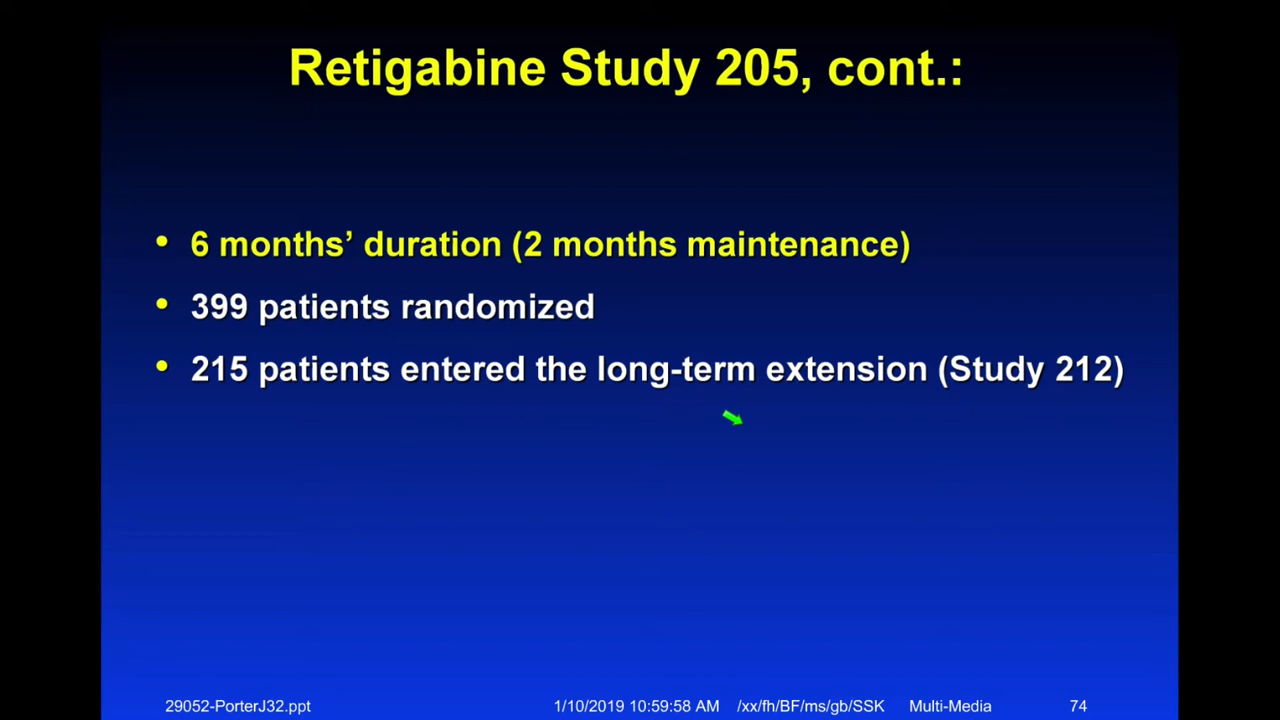 Retigabine Study 205, cont.:
• 6 months’ duration (2 months maintenance)
• 399 patients randomized
• 215 patients entered the long-term extension (Study 212)
29052-PorterJ32.ppt 1/10/2019 10:59:58 AM /xx/fh/BF/ms/gb/SSK Multi-Media 74